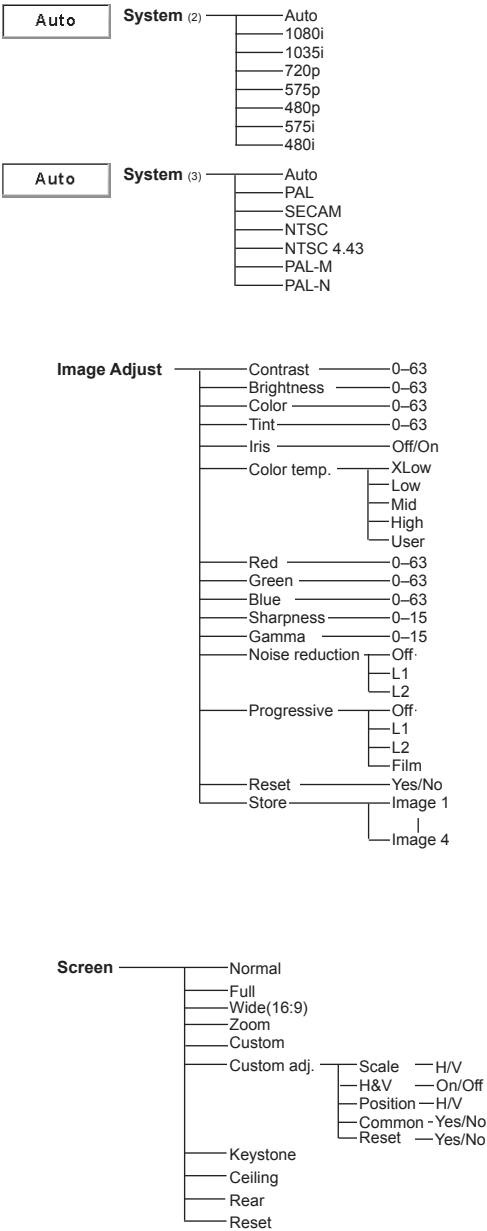 Auto System (2) Auto
1080i
1035i
720p
575p
480p
575i
480i
Auto System (3) Auto
PAL
SECAM
NTSC
NTSC 4.43
PAL-M
PAL-N
Image Adjust Contrast 0–63
Brightness 0–63
Color 0–63
Tint 0–63
Iris Off/On
Color temp. XLow
Low
Mid
High
User
Red 0–63
Green 0–63
Blue 0–63
Sharpness 0–15
Gamma 0–15
Noise reduction Off
L1
L2
Progressive Off
L1
L2
Film
Reset Yes/No
Store Image 1
Image 4
Screen Normal
Full
Wide(16:9)
Zoom
Custom
Custom adj. Scale H/V
H&V On/Off
Position H/V
Common Yes/No
Reset Yes/No
Keystone
Ceiling
Rear
Reset